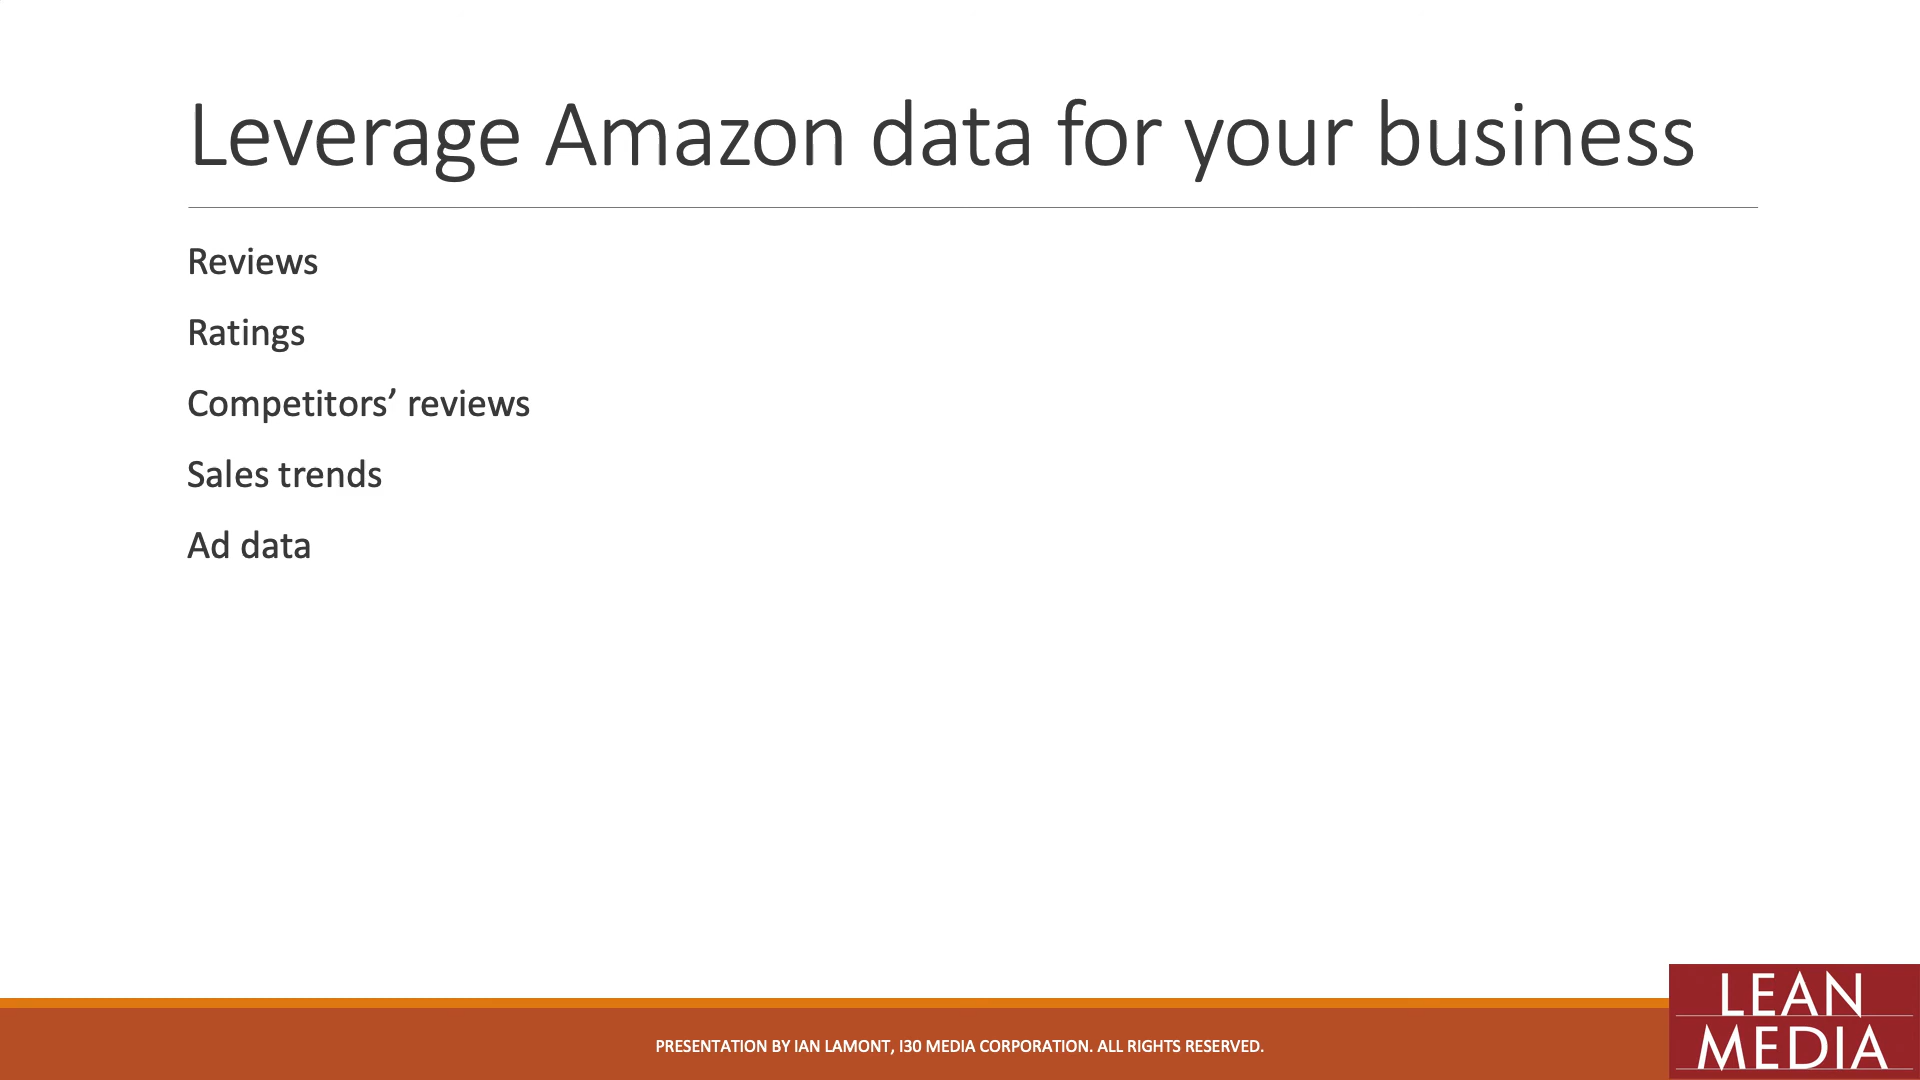 Leverage Amazon data for your business
Reviews
Ratings
Competitors’ reviews
Sales trends
Ad data
PRESENTATION BY IAN LAMONT, I30 MEDIA CORPORATION. ALL RIGHTS RESERVED.
LEAN
MEDIA